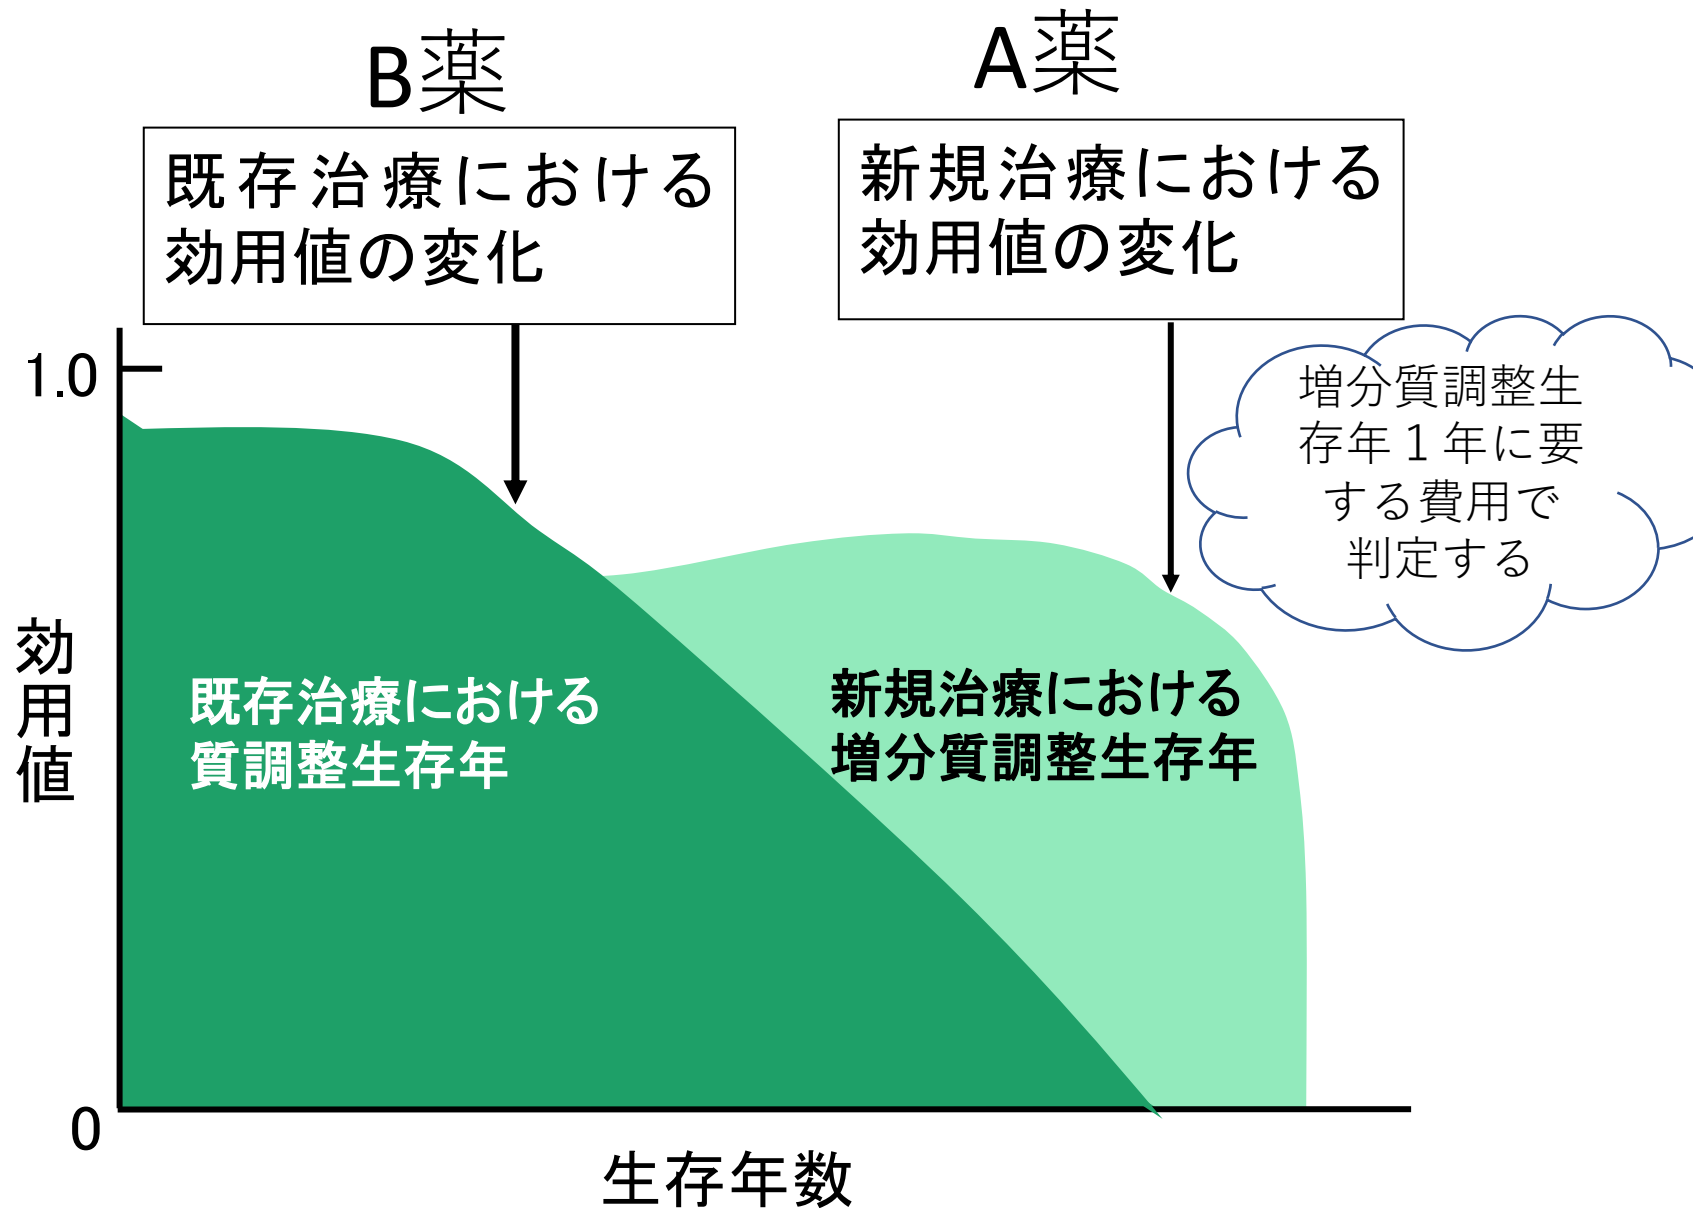 B薬
既存治療における
効用値の変化
A薬
新規治療における
効用値の変化
増分質調整生
存年1年に要
する費用で
判定する
1.0
効用値
既存治療における
質調整生存年
新規治療における
増分質調整生存年
0
生存年数